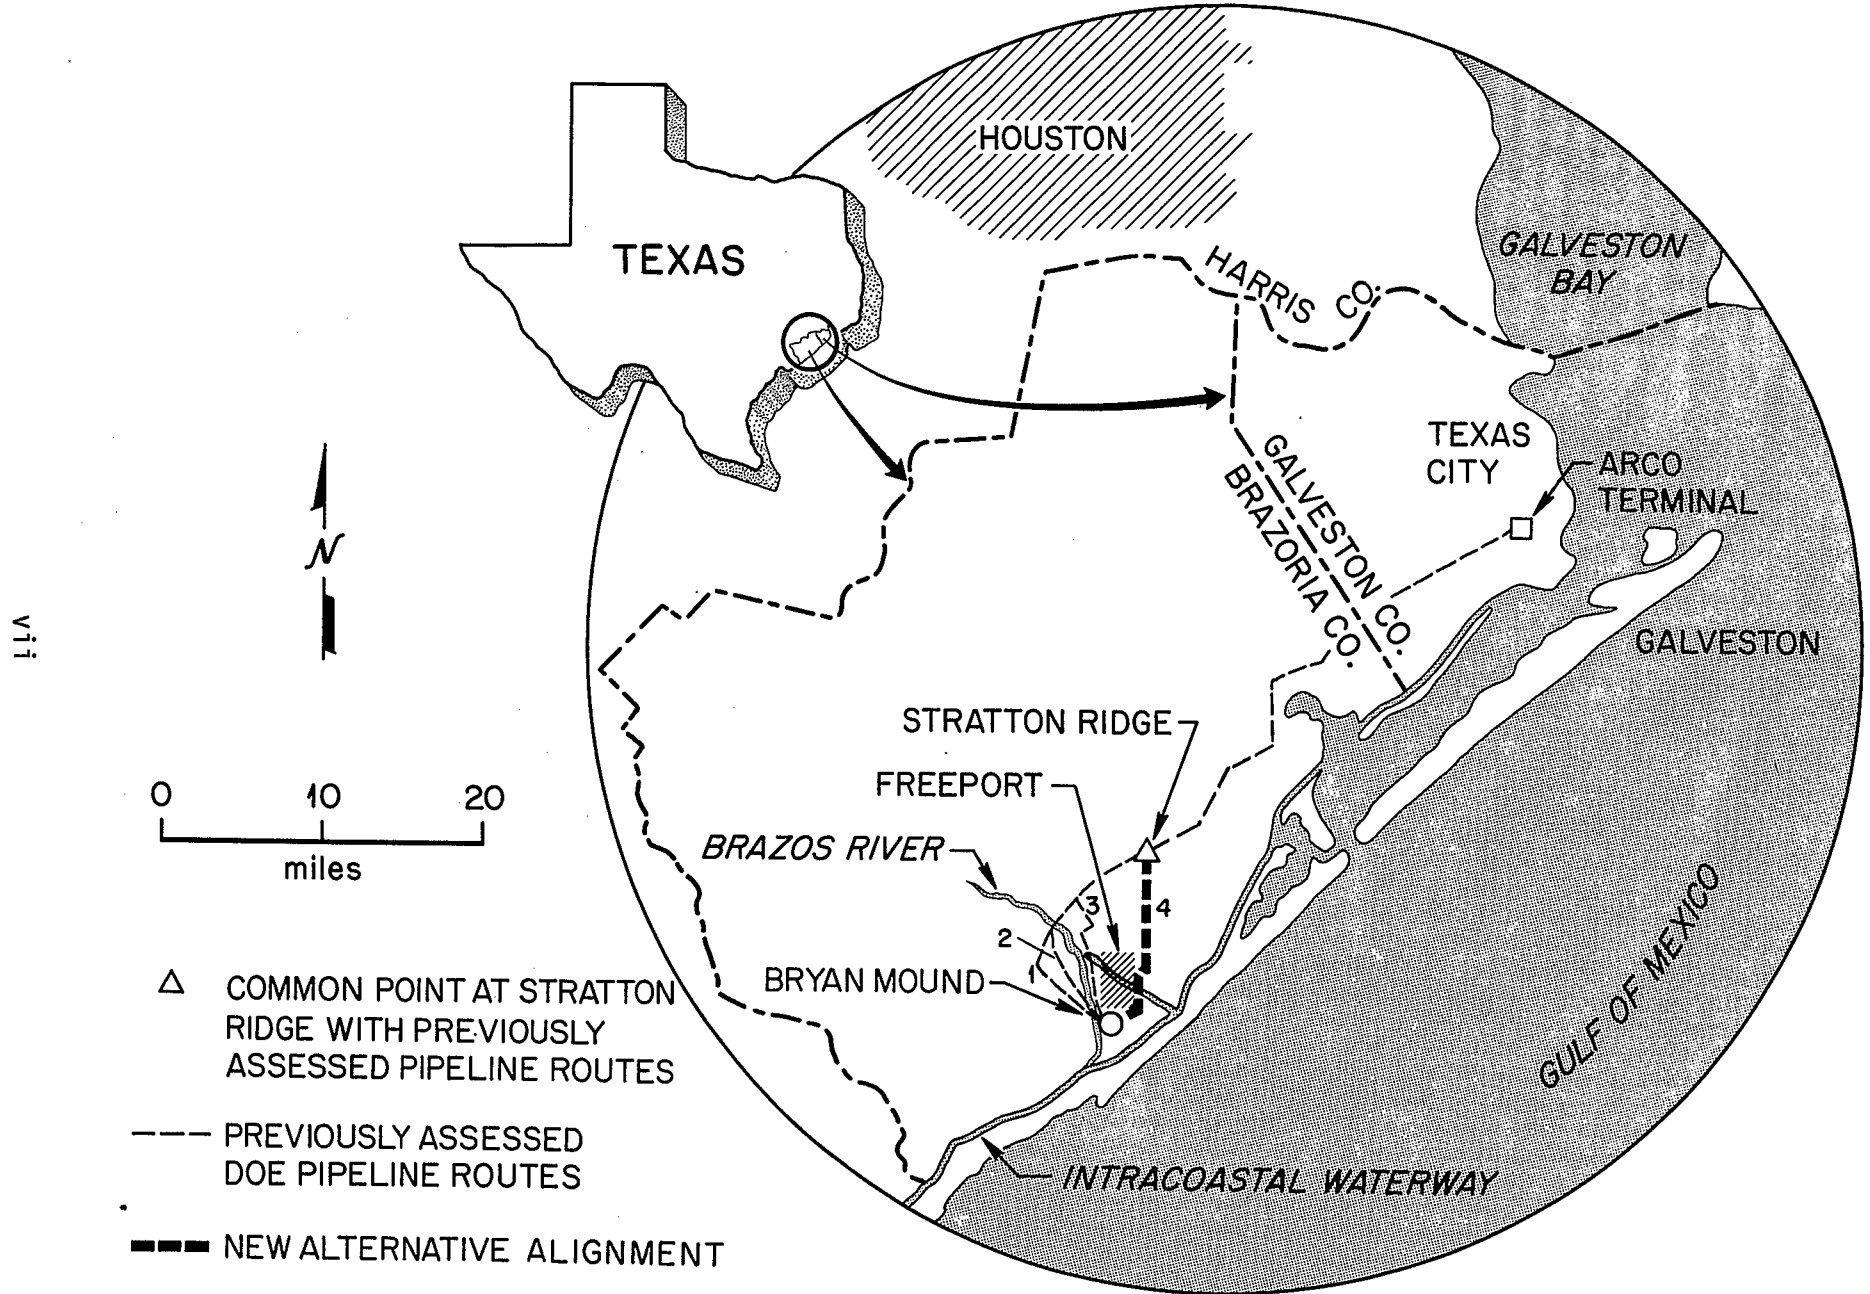 HOUSTON
TEXAS
GALVESTON
BAY
HARRIS CO.
TEXAS
CITY
ARCO
TERMINAL
GALVESTON CO.
BRAZORIA CO.
N
vii
GALVESTON
STRATTON RIDGE
FREEPORT
0 10 20
miles
BRAZOS RIVER
3
4
2
1
BRYAN MOUND
GULF OF MEXICO
COMMON POINT AT STRATTON
RIDGE WITH PREVIOUSLY
ASSESSED PIPELINE ROUTES
PREVIOUSLY ASSESSED
DOE PIPELINE ROUTES
INTRACOASTAL WATERWAY
NEW ALTERNATIVE ALIGNMENT